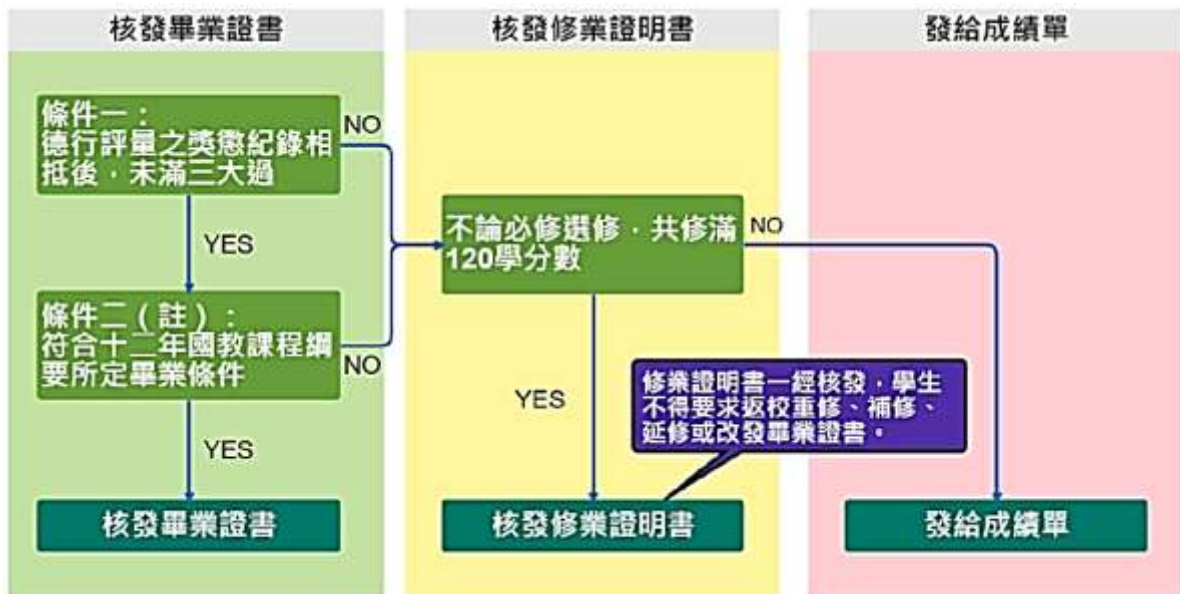 核發畢業證書
核發修業證明書
發給成績單
條件一：
德行評量之獎懲紀錄相
抵後，未滿三大過
NO
YES
條件二（註）：
符合十二年國教課程綱
要所定畢業條件
NO
YES
核發畢業證書
不論必修選修，共修滿
120學分數
NO
YES
修業證明書一經核發，學生
不得要求返校重修、補修、
延修或改發畢業證書。
核發修業證明書
發給成績單